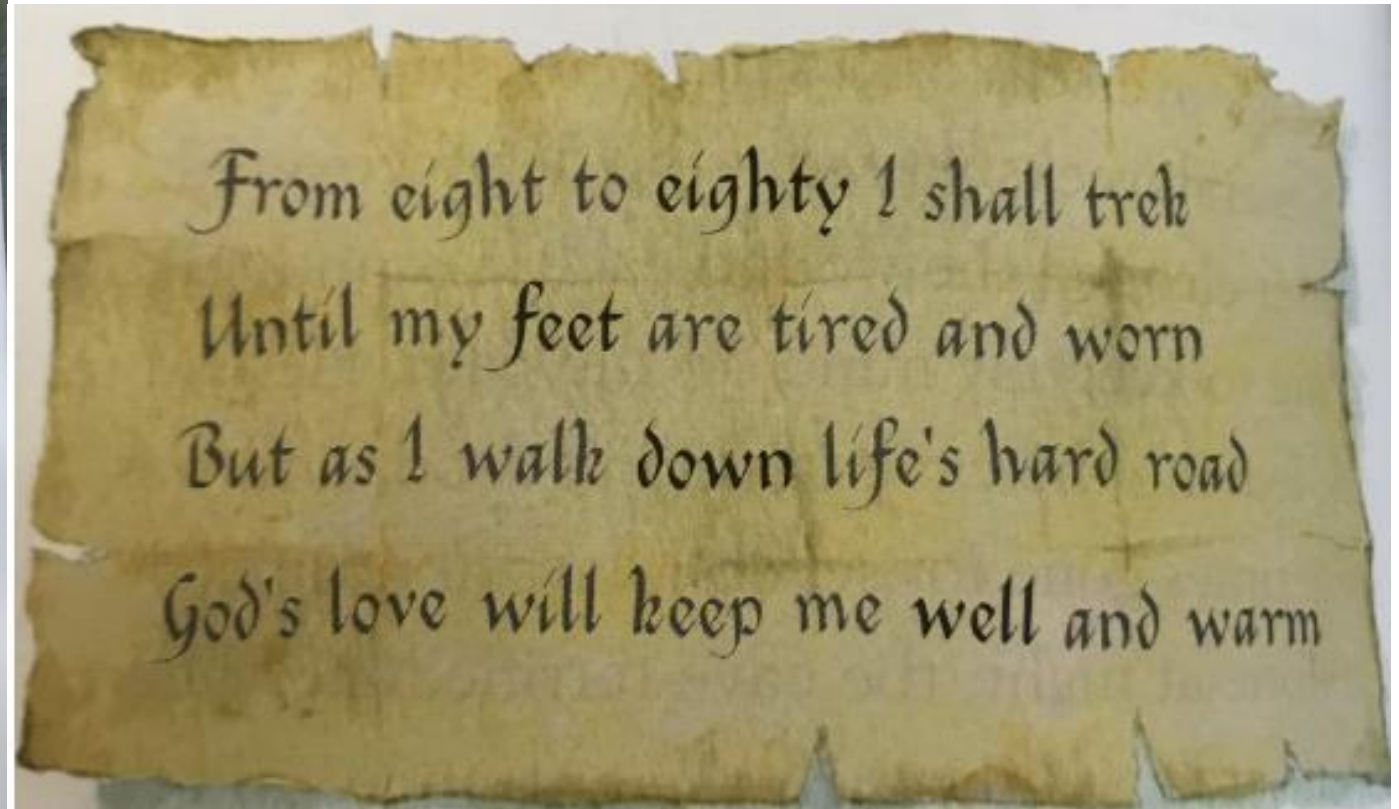 From eight to eighty I shall trek
Until my feet are tired and worn
But as I walk down life's hard road
God's love will keep me well and warm